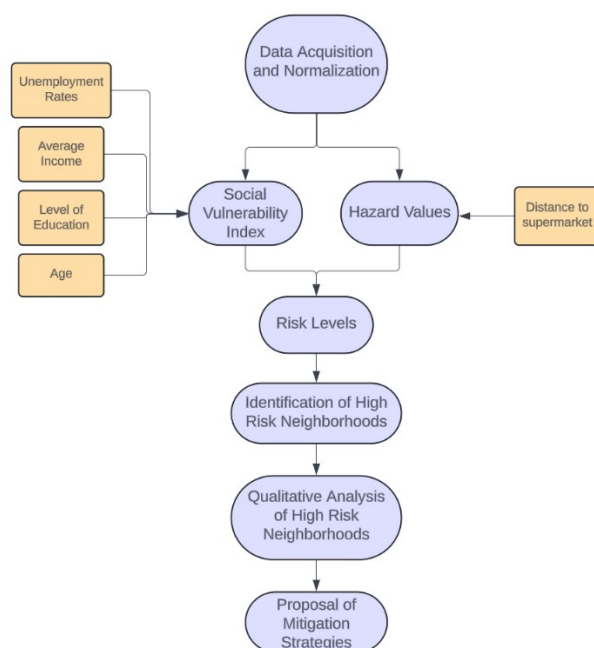 Data Acquisition
and Normalization
Unemployment
Rates
Average
Income
Level of
Education
Age
Social
Vulnerability
Index
Hazard Values
Distance to
supermarket
Risk Levels
Identification of High
Risk Neighborhoods
Qualitative Analysis
of High Risk
Neighborhoods
Proposal of
Mitigation
Strategies